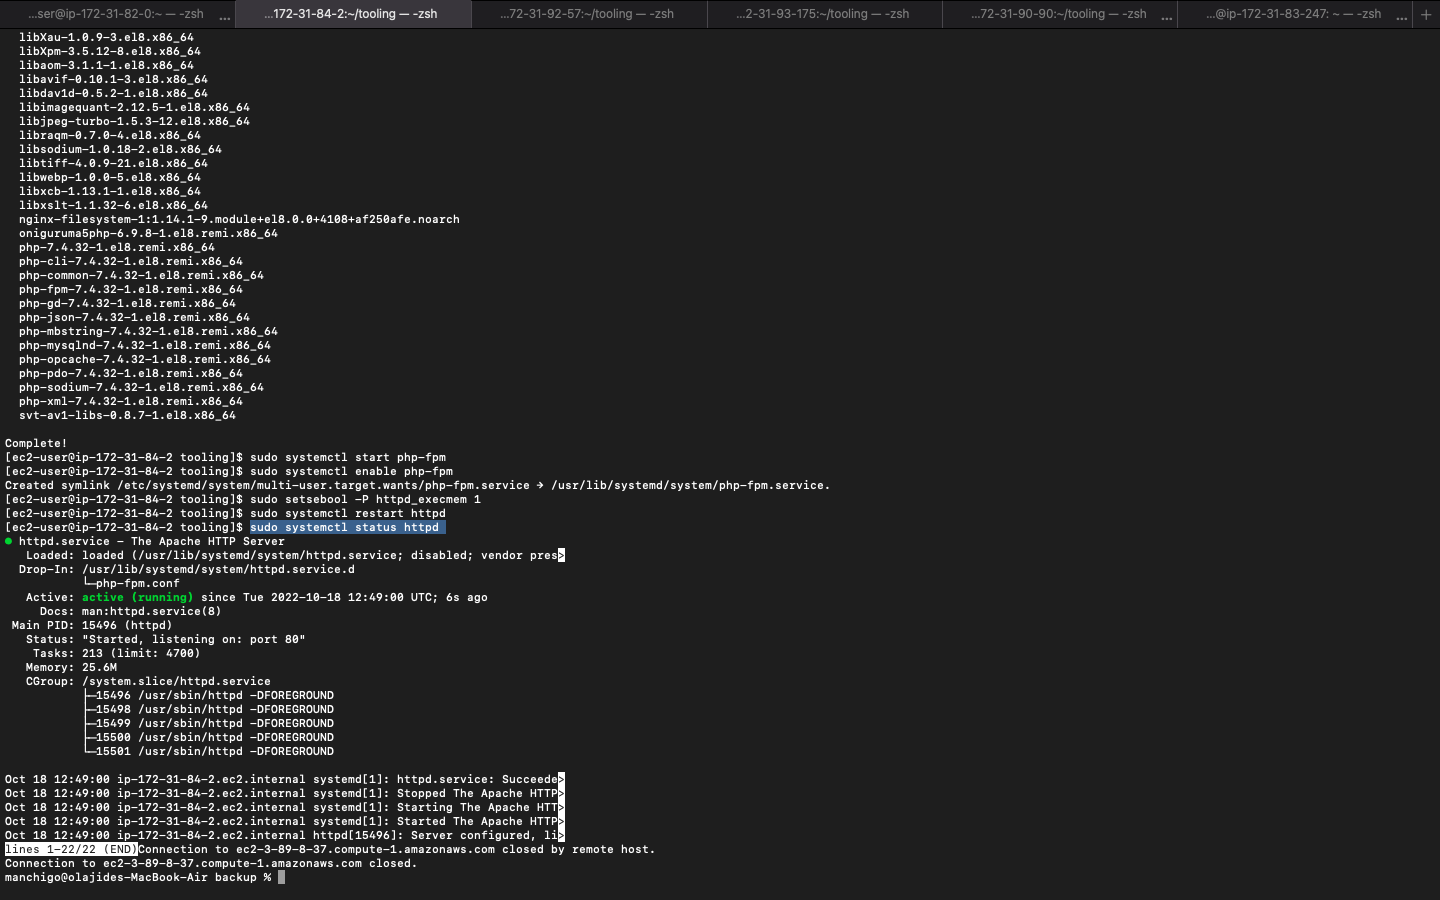 ...ser@ip-172-31-82-0:~ — -zsh ... ...172-31-84-2:~/tooling — -zsh ...72-31-92-57:~/tooling — -zsh ...2-31-93-175:~/tooling — -zsh ...72-31-90-90:~/tooling — -zsh ... ...@ip-172-31-83-247: ~ — -zsh ... +
libXau-1.0.9-3.el8.x86_64
libXpm-3.5.12-8.el8.x86_64
libaom-3.1.1-1.el8.x86_64
libavif-0.10.1-3.el8.x86_64
libdav1d-0.5.2-1.el8.x86_64
libimagequant-2.12.5-1.el8.x86_64
libjpeg-turbo-1.5.3-12.el8.x86_64
libraqm-0.7.0-4.el8.x86_64
libsodium-1.0.18-2.el8.x86_64
libtiff-4.0.9-21.el8.x86_64
libwebp-1.0.0-5.el8.x86_64
libxcb-1.13.1-1.el8.x86_64
libxslt-1.1.32-6.el8.x86_64
nginx-filesystem-1:1.14.1-9.module+el8.0.0+4108+af250afe.noarch
oniguruma5php-6.9.8-1.el8.remi.x86_64
php-7.4.32-1.el8.remi.x86_64
php-cli-7.4.32-1.el8.remi.x86_64
php-common-7.4.32-1.el8.remi.x86_64
php-fpm-7.4.32-1.el8.remi.x86_64
php-gd-7.4.32-1.el8.remi.x86_64
php-json-7.4.32-1.el8.remi.x86_64
php-mbstring-7.4.32-1.el8.remi.x86_64
php-mysqlnd-7.4.32-1.el8.remi.x86_64
php-opcache-7.4.32-1.el8.remi.x86_64
php-pdo-7.4.32-1.el8.remi.x86_64
php-sodium-7.4.32-1.el8.remi.x86_64
php-xml-7.4.32-1.el8.remi.x86_64
svt-av1-libs-0.8.7-1.el8.x86_64
Complete!
[ec2-user@ip-172-31-84-2 tooling]$ sudo systemctl start php-fpm
[ec2-user@ip-172-31-84-2 tooling]$ sudo systemctl enable php-fpm
Created symlink /etc/systemd/system/multi-user.target.wants/php-fpm.service → /usr/lib/systemd/system/php-fpm.service.
[ec2-user@ip-172-31-84-2 tooling]$ sudo setsebool -P httpd_execmem 1
[ec2-user@ip-172-31-84-2 tooling]$ sudo systemctl restart httpd
[ec2-user@ip-172-31-84-2 tooling]$ sudo systemctl status httpd
● httpd.service - The Apache HTTP Server
Loaded: loaded (/usr/lib/systemd/system/httpd.service; disabled; vendor pres>
Drop-In: /usr/lib/systemd/system/httpd.service.d
└─php-fpm.conf
Active: active (running) since Tue 2022-10-18 12:49:00 UTC; 6s ago
Docs: man:httpd.service(8)
Main PID: 15496 (httpd)
Status: "Started, listening on: port 80"
Tasks: 213 (limit: 4700)
Memory: 25.6M
CGroup: /system.slice/httpd.service
├─15496 /usr/sbin/httpd -DFOREGROUND
├─15498 /usr/sbin/httpd -DFOREGROUND
├─15499 /usr/sbin/httpd -DFOREGROUND
├─15500 /usr/sbin/httpd -DFOREGROUND
└─15501 /usr/sbin/httpd -DFOREGROUND
Oct 18 12:49:00 ip-172-31-84-2.ec2.internal systemd[1]: httpd.service: Succeede>
Oct 18 12:49:00 ip-172-31-84-2.ec2.internal systemd[1]: Stopped The Apache HTTP>
Oct 18 12:49:00 ip-172-31-84-2.ec2.internal systemd[1]: Starting The Apache HTT>
Oct 18 12:49:00 ip-172-31-84-2.ec2.internal systemd[1]: Started The Apache HTTP>
Oct 18 12:49:00 ip-172-31-84-2.ec2.internal httpd[15496]: Server configured, li>
lines 1-22/22 (END)Connection to ec2-3-89-8-37.compute-1.amazonaws.com closed by remote host.
Connection to ec2-3-89-8-37.compute-1.amazonaws.com closed.
manchigo@olajides-MacBook-Air backup %